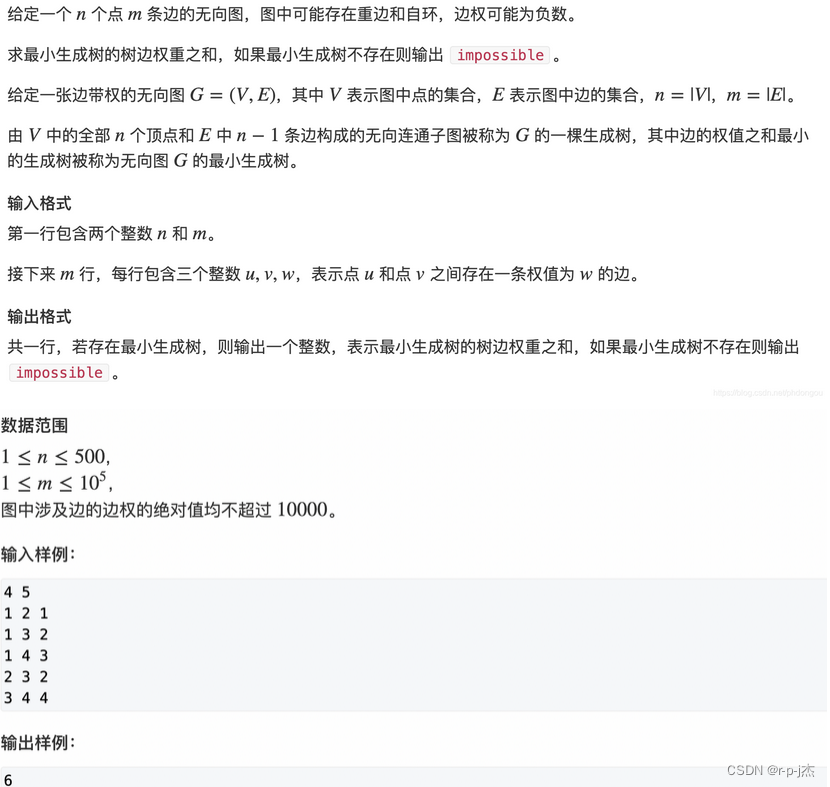 给定一个 n 个点 m 条边的无向图，图中可能存在重边和自环，边权可能为负数。
求最小生成树的树边权重之和，如果最小生成树不存在则输出 impossible 。
给定一张边带权的无向图 G = (V, E)，其中 V 表示图中点的集合，E 表示图中边的集合，n = |V|，m = |E|。
由 V 中的全部 n 个顶点和 E 中 n − 1 条边构成的无向连通子图被称为 G 的一棵生成树，其中边的权值之和最小
的生成树被称为无向图 G 的最小生成树。
输入格式
第一行包含两个整数 n 和 m。
接下来 m 行，每行包含三个整数 u, v, w，表示点 u 和点 v 之间存在一条权值为 w 的边。
输出格式
共一行，若存在最小生成树，则输出一个整数，表示最小生成树的树边权重之和，如果最小生成树不存在则输出
impossible 。
数据范围
1 ≤ n ≤ 500,
1 ≤ m ≤ 10⁵,
图中涉及边的边权的绝对值均不超过 10000。
输入样例：
4 5
1 2 1
1 3 2
1 4 3
2 3 2
3 4 4
输出样例：
6
CSDN @r-p-j杰